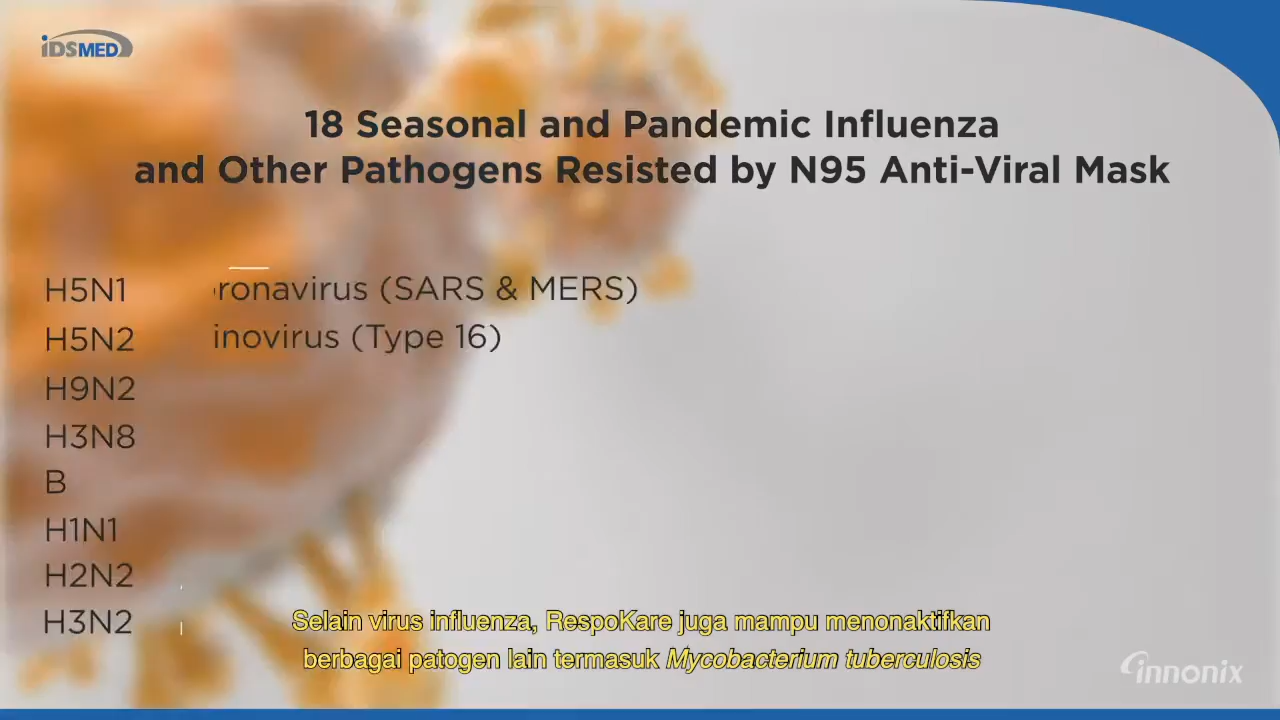 iDSMED
18 Seasonal and Pandemic Influenza
and Other Pathogens Resisted by N95 Anti-Viral Mask
H5N1
H5N2
H9N2
H3N8
B
H1N1
H2N2
H3N2
ronavirus (SARS & MERS)
inovirus (Type 16)
Selain virus influenza, RespoKare juga mampu menonaktifkan
berbagai patogen lain termasuk Mycobacterium tuberculosis
innonix